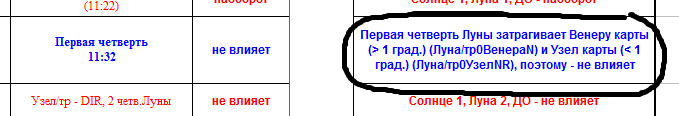 (11:22)
наоборот
Солнце 1, Луна 1, ДО - наоборот
Первая четверть
11:32
не влияет
Первая четверть Луны затрагивает Венеру карты
(> 1 град.) (Луна/тр0ВенераN) и Узел карты (< 1
град.) (Луна/тр0УзелNR), поэтому - не влияет
Узел/тр - DIR, 2 четв.Луны
не влияет
Солнце 1, Луна 2, ДО - не влияет